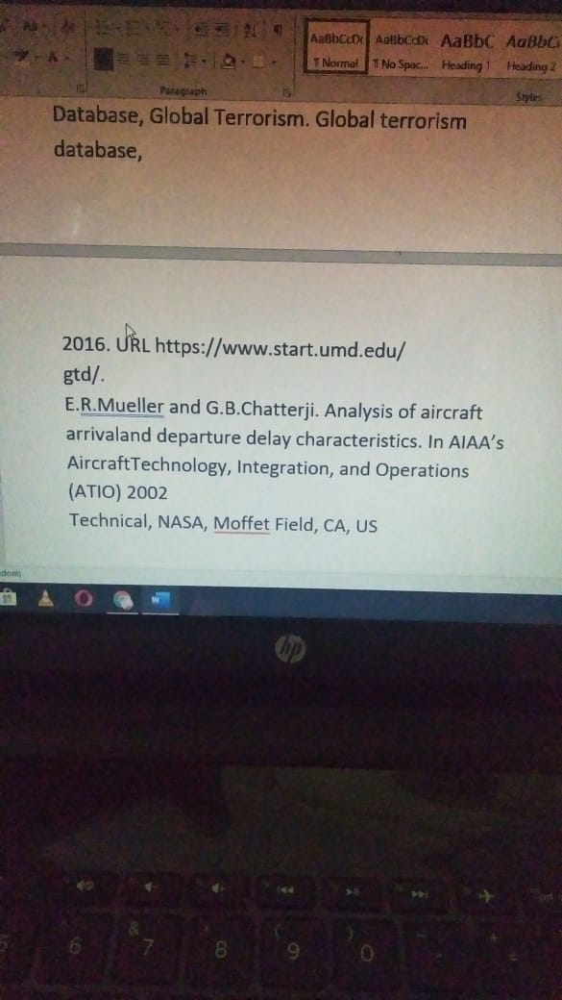 AaBbCcDc AaBbCcDc AaBbC AaBbC
¶ Normal ¶ No Spac... Heading 1 Heading 2
Paragraph Styles
Database, Global Terrorism. Global terrorism
database,
2016. URL https://www.start.umd.edu/
gtd/.
E.R.Mueller and G.B.Chatterji. Analysis of aircraft
arrivaland departure delay characteristics. In AIAA's
AircraftTechnology, Integration, and Operations
(ATIO) 2002
Technical, NASA, Moffet Field, CA, US
hp
&
6 7 8 9 0